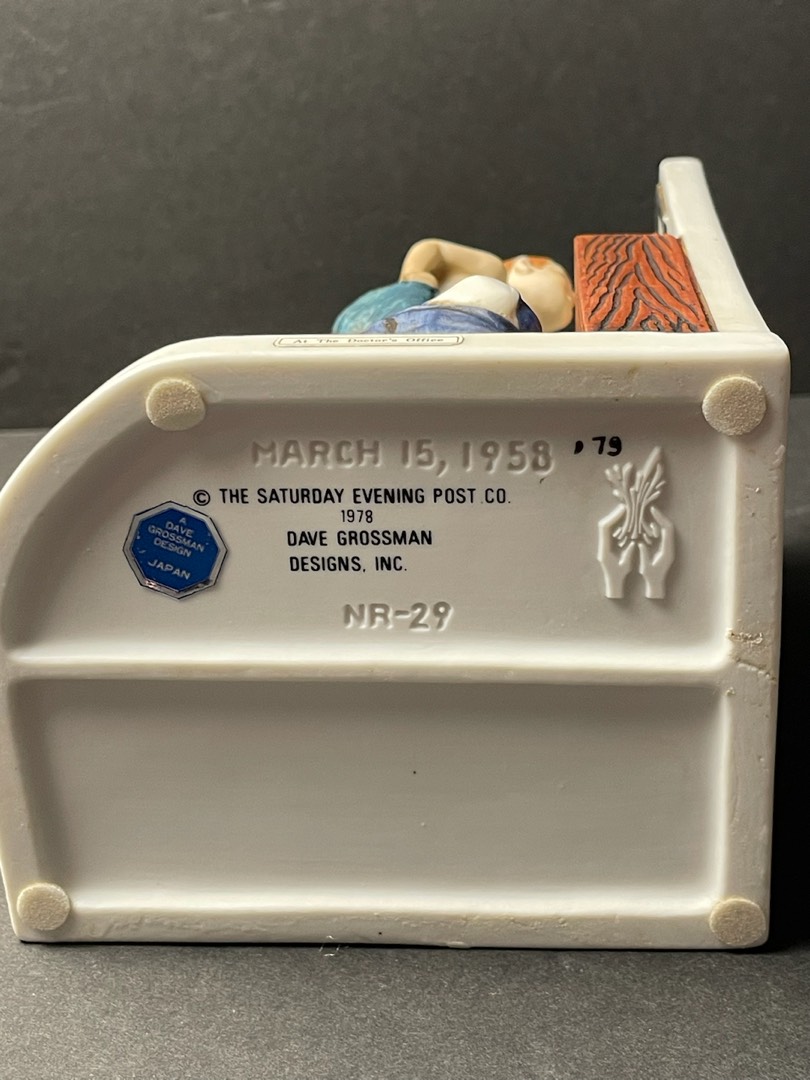 At The Doctor's Office
MARCH 15, 1958
'79
© THE SATURDAY EVENING POST CO.
1978
DAVE GROSSMAN
DESIGNS, INC.
NR-29
A
DAVE
GROSSMAN
DESIGN
JAPAN